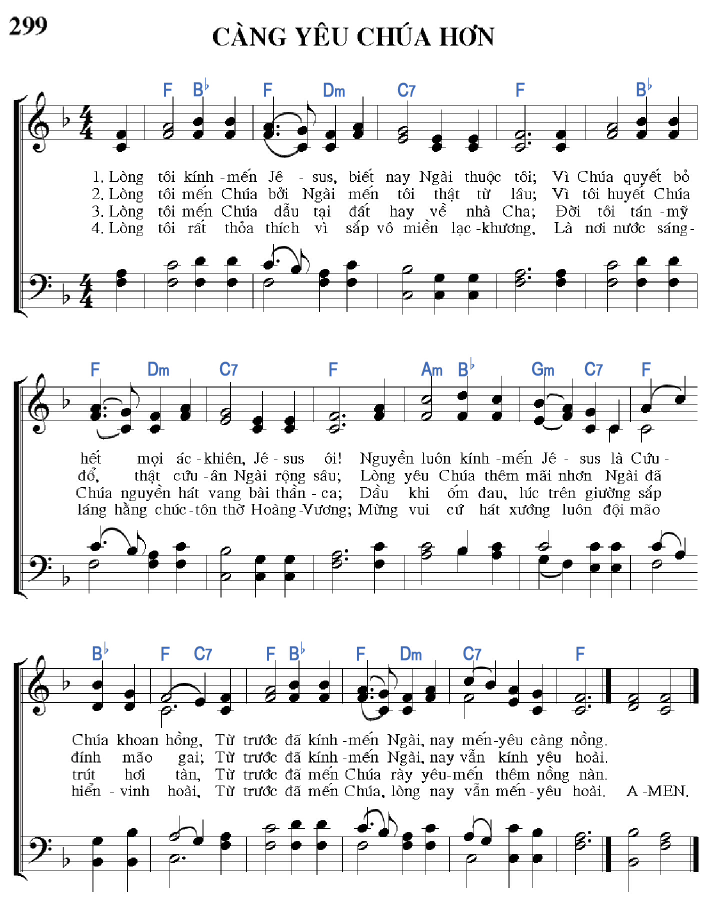 299
CÀNG YÊU CHÚA HƠN
F B♭ F Dm C7 F B♭
1. Lòng tôi kính-mến Jê-sus, biết nay Ngài thuộc tôi; Vì Chúa quyết bỏ
2. Lòng tôi mến Chúa bởi Ngài mến tôi thật từ lâu; Vì tôi huyết Chúa
3. Lòng tôi mến Chúa dẫu tại đất hay về nhà Cha; Đời tôi tán-mỹ
4. Lòng tôi rất thỏa thích vì sắp vô miền lạc-khương, Là nơi nước sáng-
F Dm C7 F Am B♭ Gm C7 F
hết mọi ác-khiên, Jê-sus ôi! Nguyền luôn kính-mến Jê-sus là Cứu-
đổ, thật cứu-ân Ngài rộng sâu; Lòng yêu Chúa thêm mãi nhơn Ngài đã
Chúa nguyền hát vang bài thần-ca; Dầu khi ốm đau, lúc trên giường sắp
láng hằng chúc-tôn thờ Hoàng-Vương; Mừng vui cứ hát xướng luôn đội mão
B♭ F C7 F B♭ F Dm C7 F
Chúa khoan hồng, Từ trước đã kính-mến Ngài, nay mến-yêu càng nồng.
đính mão gai; Từ trước đã kính-mến Ngài, nay vẫn kính yêu hoài.
trút hơi tàn, Từ trước đã mến Chúa rày yêu-mến thêm nồng nàn.
hiển-vinh hoài, Từ trước đã mến Chúa, lòng nay vẫn mến-yêu hoài. A-MEN.